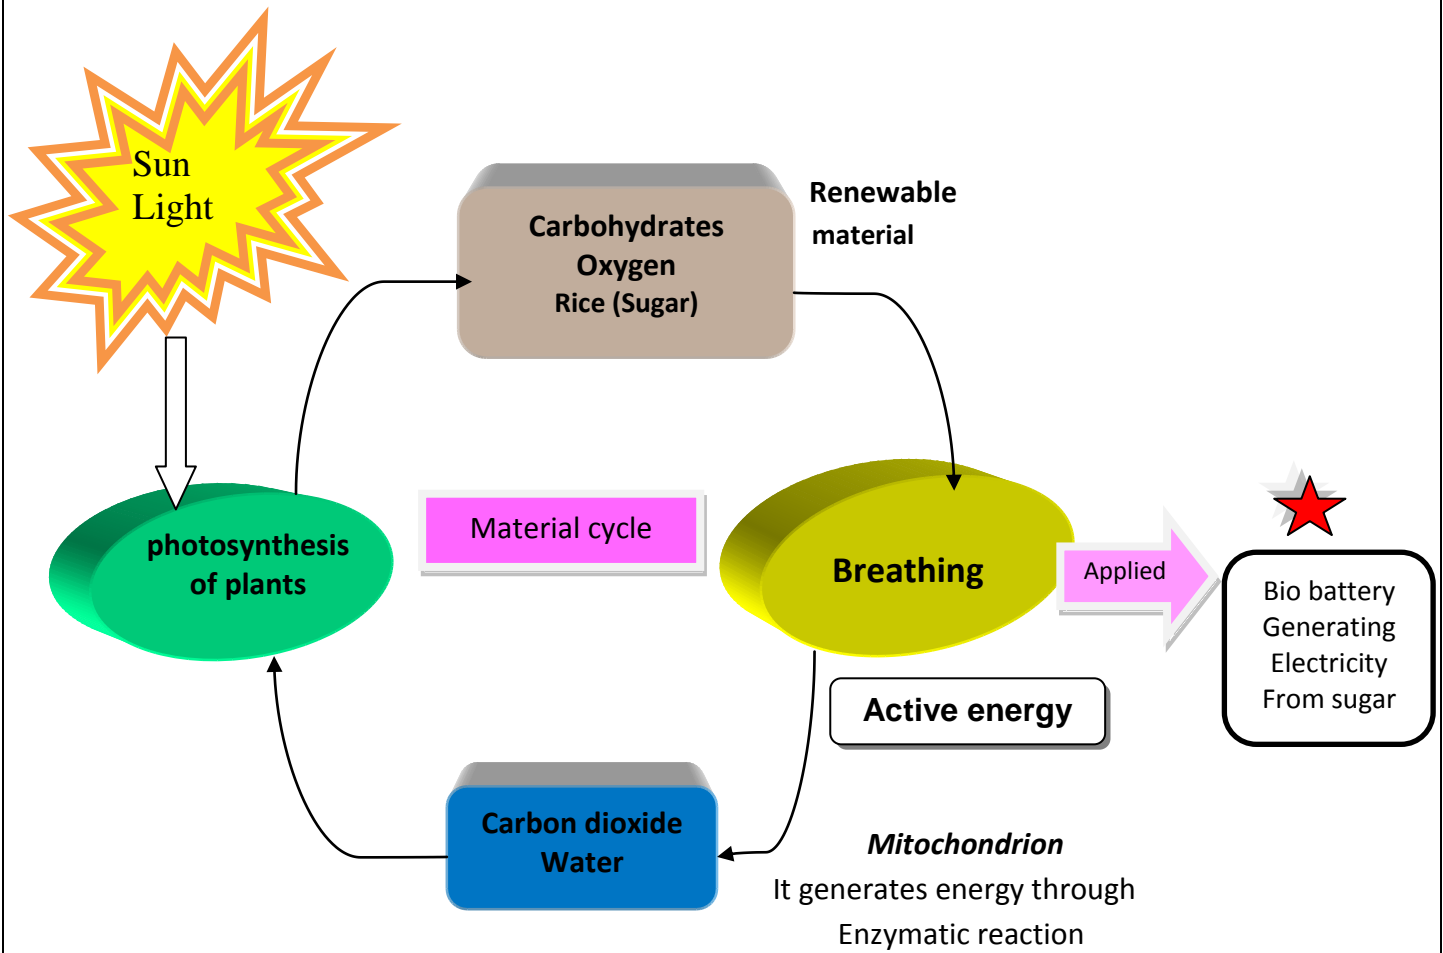 Sun
Light
Carbohydrates
Oxygen
Rice (Sugar)
Renewable
material
photosynthesis
of plants
Material cycle
Breathing
Applied
Bio battery
Generating
Electricity
From sugar
Active energy
Carbon dioxide
Water
Mitochondrion
It generates energy through
Enzymatic reaction